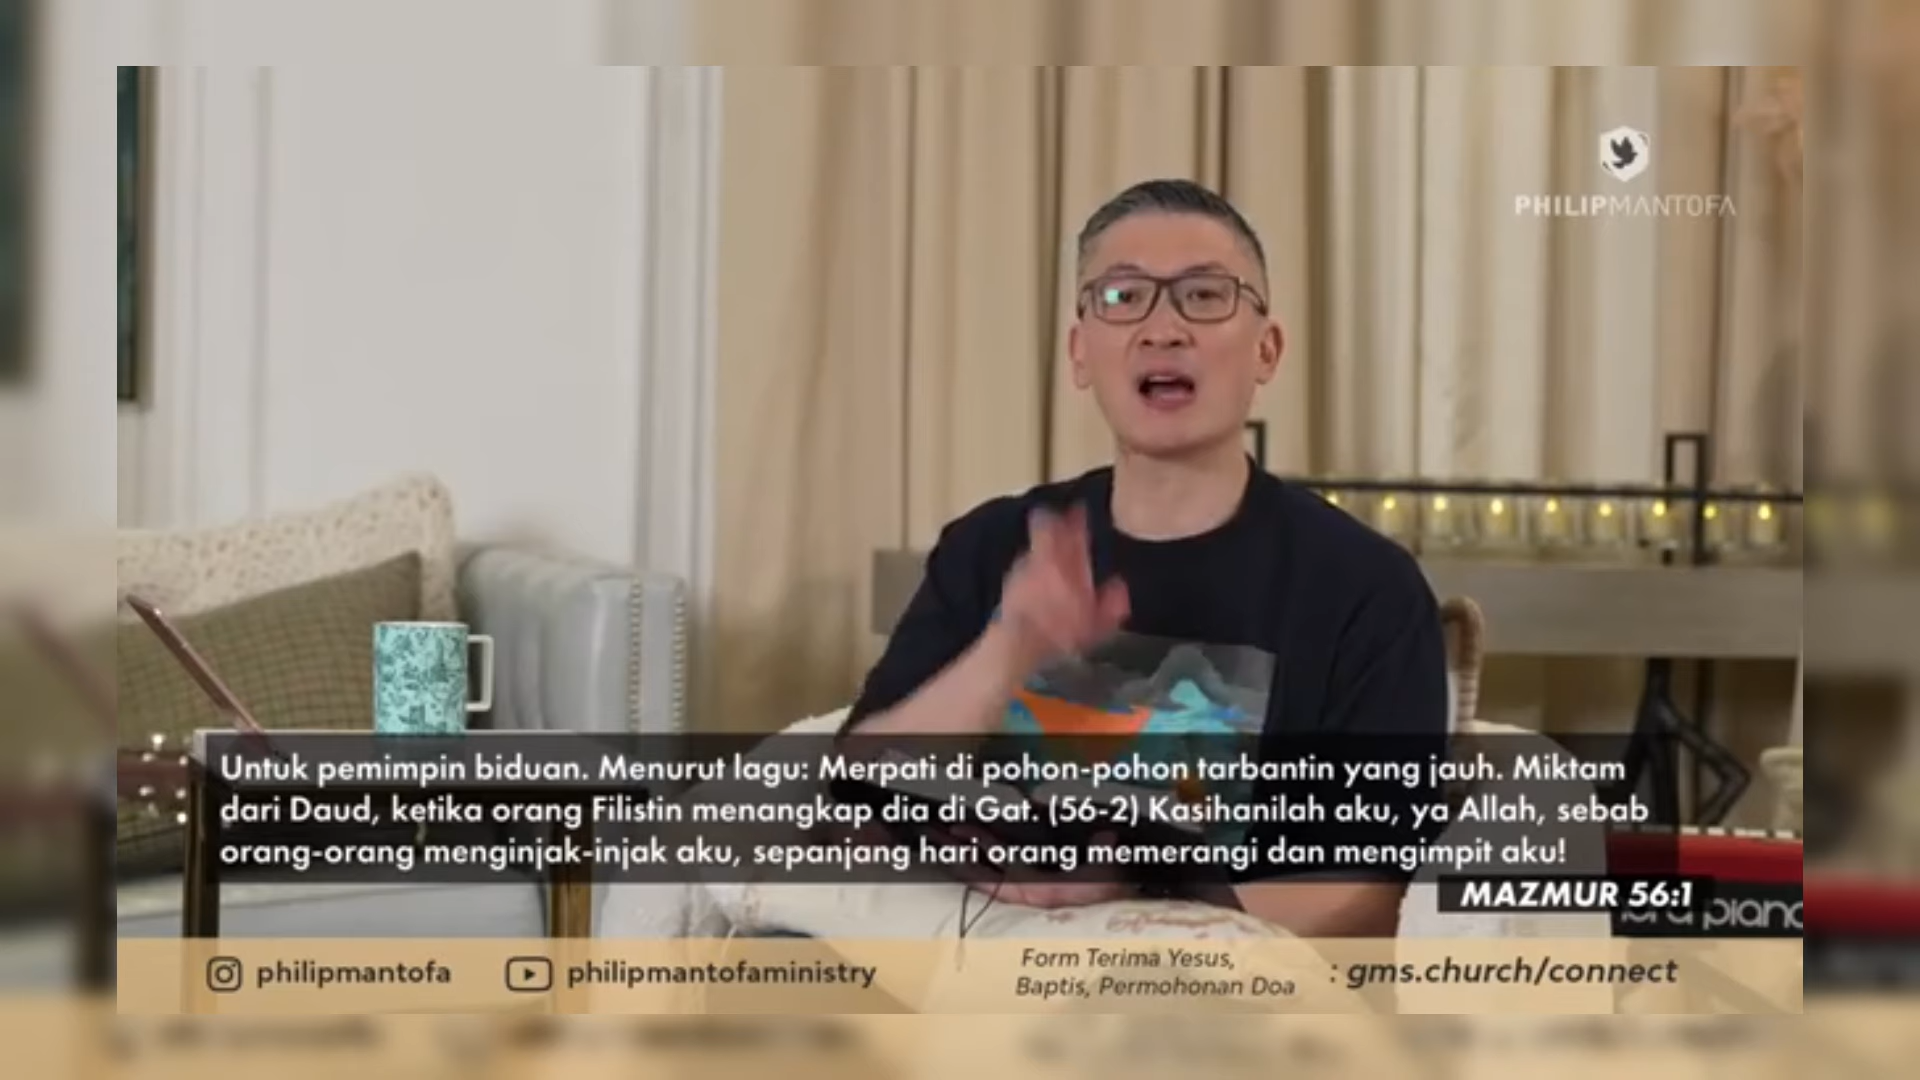 PHILIPMANTOFA
Untuk pemimpin biduan. Menurut lagu: Merpati di pohon-pohon tarbantin yang jauh. Miktam
dari Daud, ketika orang Filistin menangkap dia di Gat. (56-2) Kasihanilah aku, ya Allah, sebab
orang-orang menginjak-injak aku, sepanjang hari orang memerangi dan mengimpit aku!
MAZMUR 56:1
piano
philipmantofa
philipmantofaministry
Form Terima Yesus,
Baptis, Permohonan Doa
: gms.church/connect